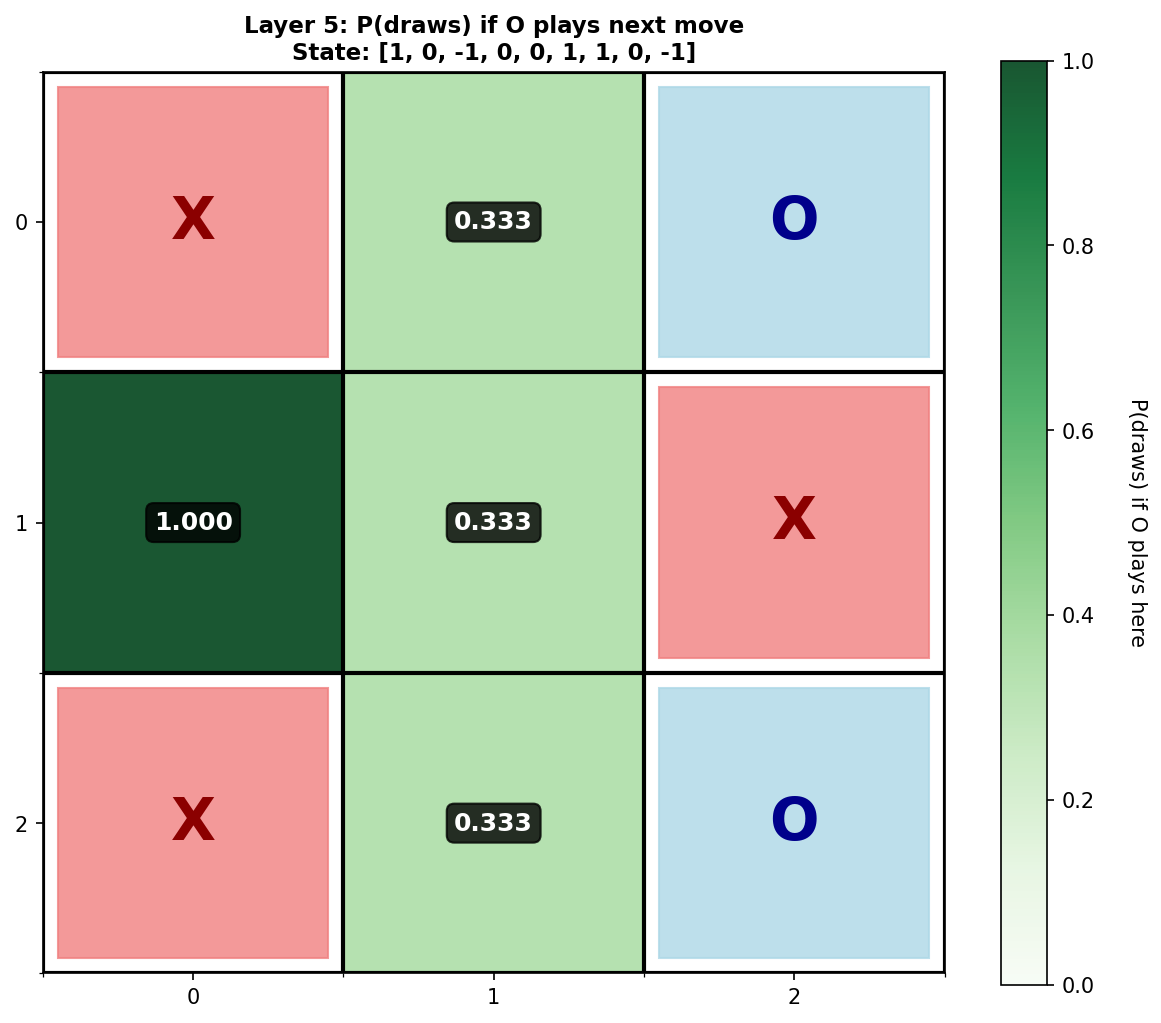 Layer 5: P(draws) if O plays next move
State: [1, 0, -1, 0, 0, 1, 1, 0, -1]
X
0.333
O
1.000
0.333
X
X
0.333
O
0
1
2
0
1
2
1.0
0.8
0.6
0.4
0.2
0.0
P(draws) if O plays here